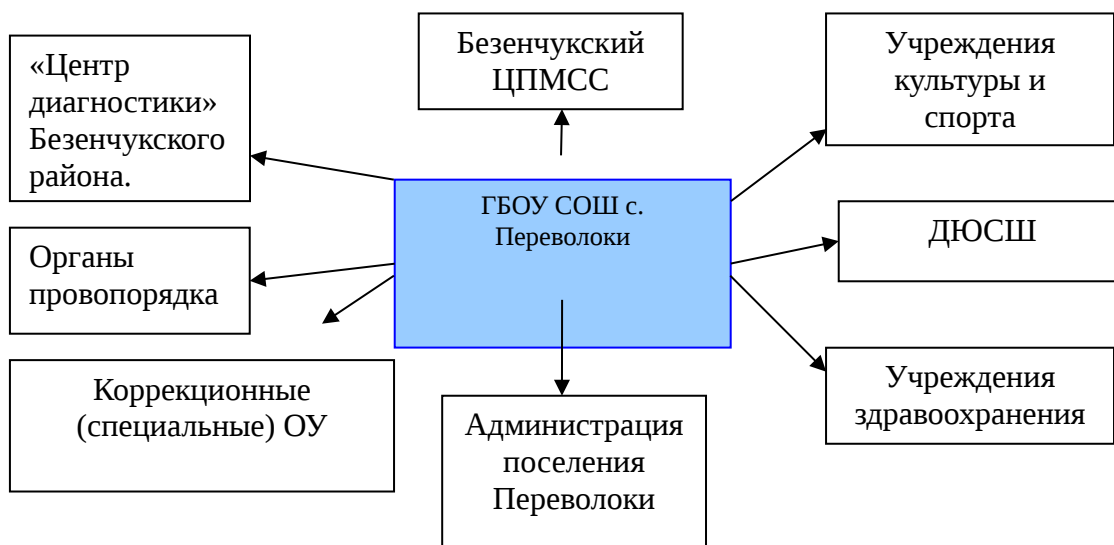 Безенчукский
ЦПМСС
Учреждения
культуры и
спорта
«Центр
диагностики»
Безенчукского
района.
ГБОУ СОШ с.
Переволоки
ДЮСШ
Органы
провопорядка
Коррекционные
(специальные) ОУ
Учреждения
здравоохранения
Администрация
поселения
Переволоки